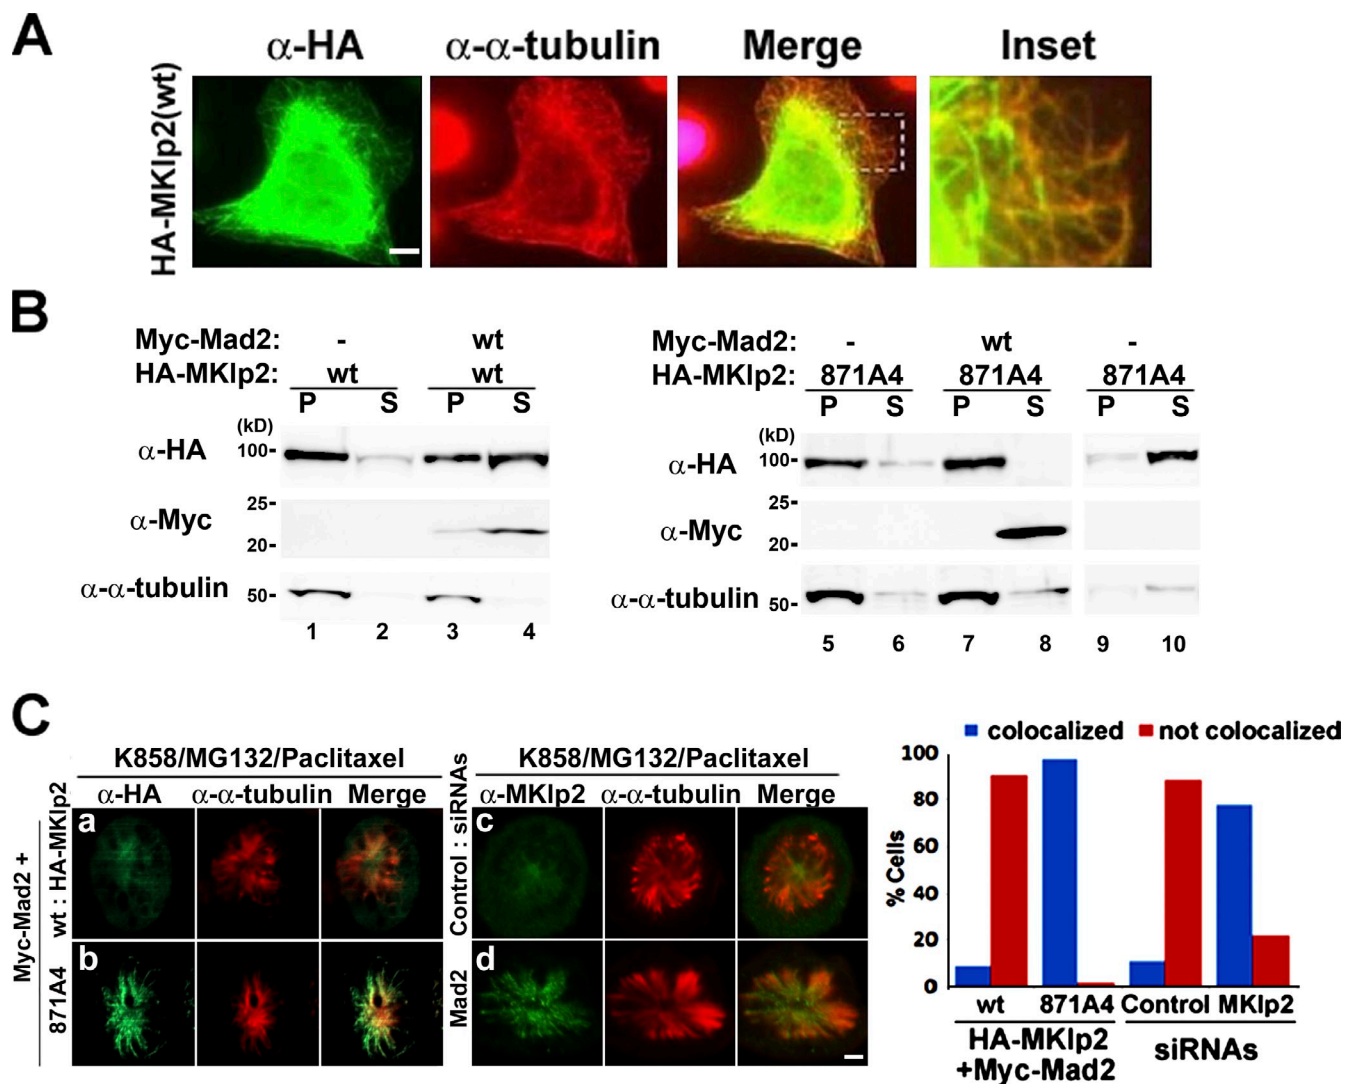 A
α-HA α-α-tubulin Merge Inset
HA-MKlp2(wt)
B
Myc-Mad2: - wt
HA-MKlp2: wt wt
P S P S
(kD)
α-HA 100-
α-Myc 25-
20-
α-α-tubulin 50-
1 2 3 4
Myc-Mad2: - wt -
HA-MKlp2: 871A4 871A4 871A4
P S P S P S
(kD)
α-HA 100-
α-Myc 25-
20-
α-α-tubulin 50-
5 6 7 8 9 10
C
K858/MG132/Paclitaxel
α-HA α-α-tubulin Merge
Myc-Mad2 +
wt : HA-MKlp2
871A4
a
b
K858/MG132/Paclitaxel
α-MKlp2 α-α-tubulin Merge
Control : siRNAs
Mad2
c
d
colocalized not colocalized
% Cells
100
80
60
40
20
0
wt 871A4 Control MKlp2
HA-MKlp2
+Myc-Mad2
siRNAs